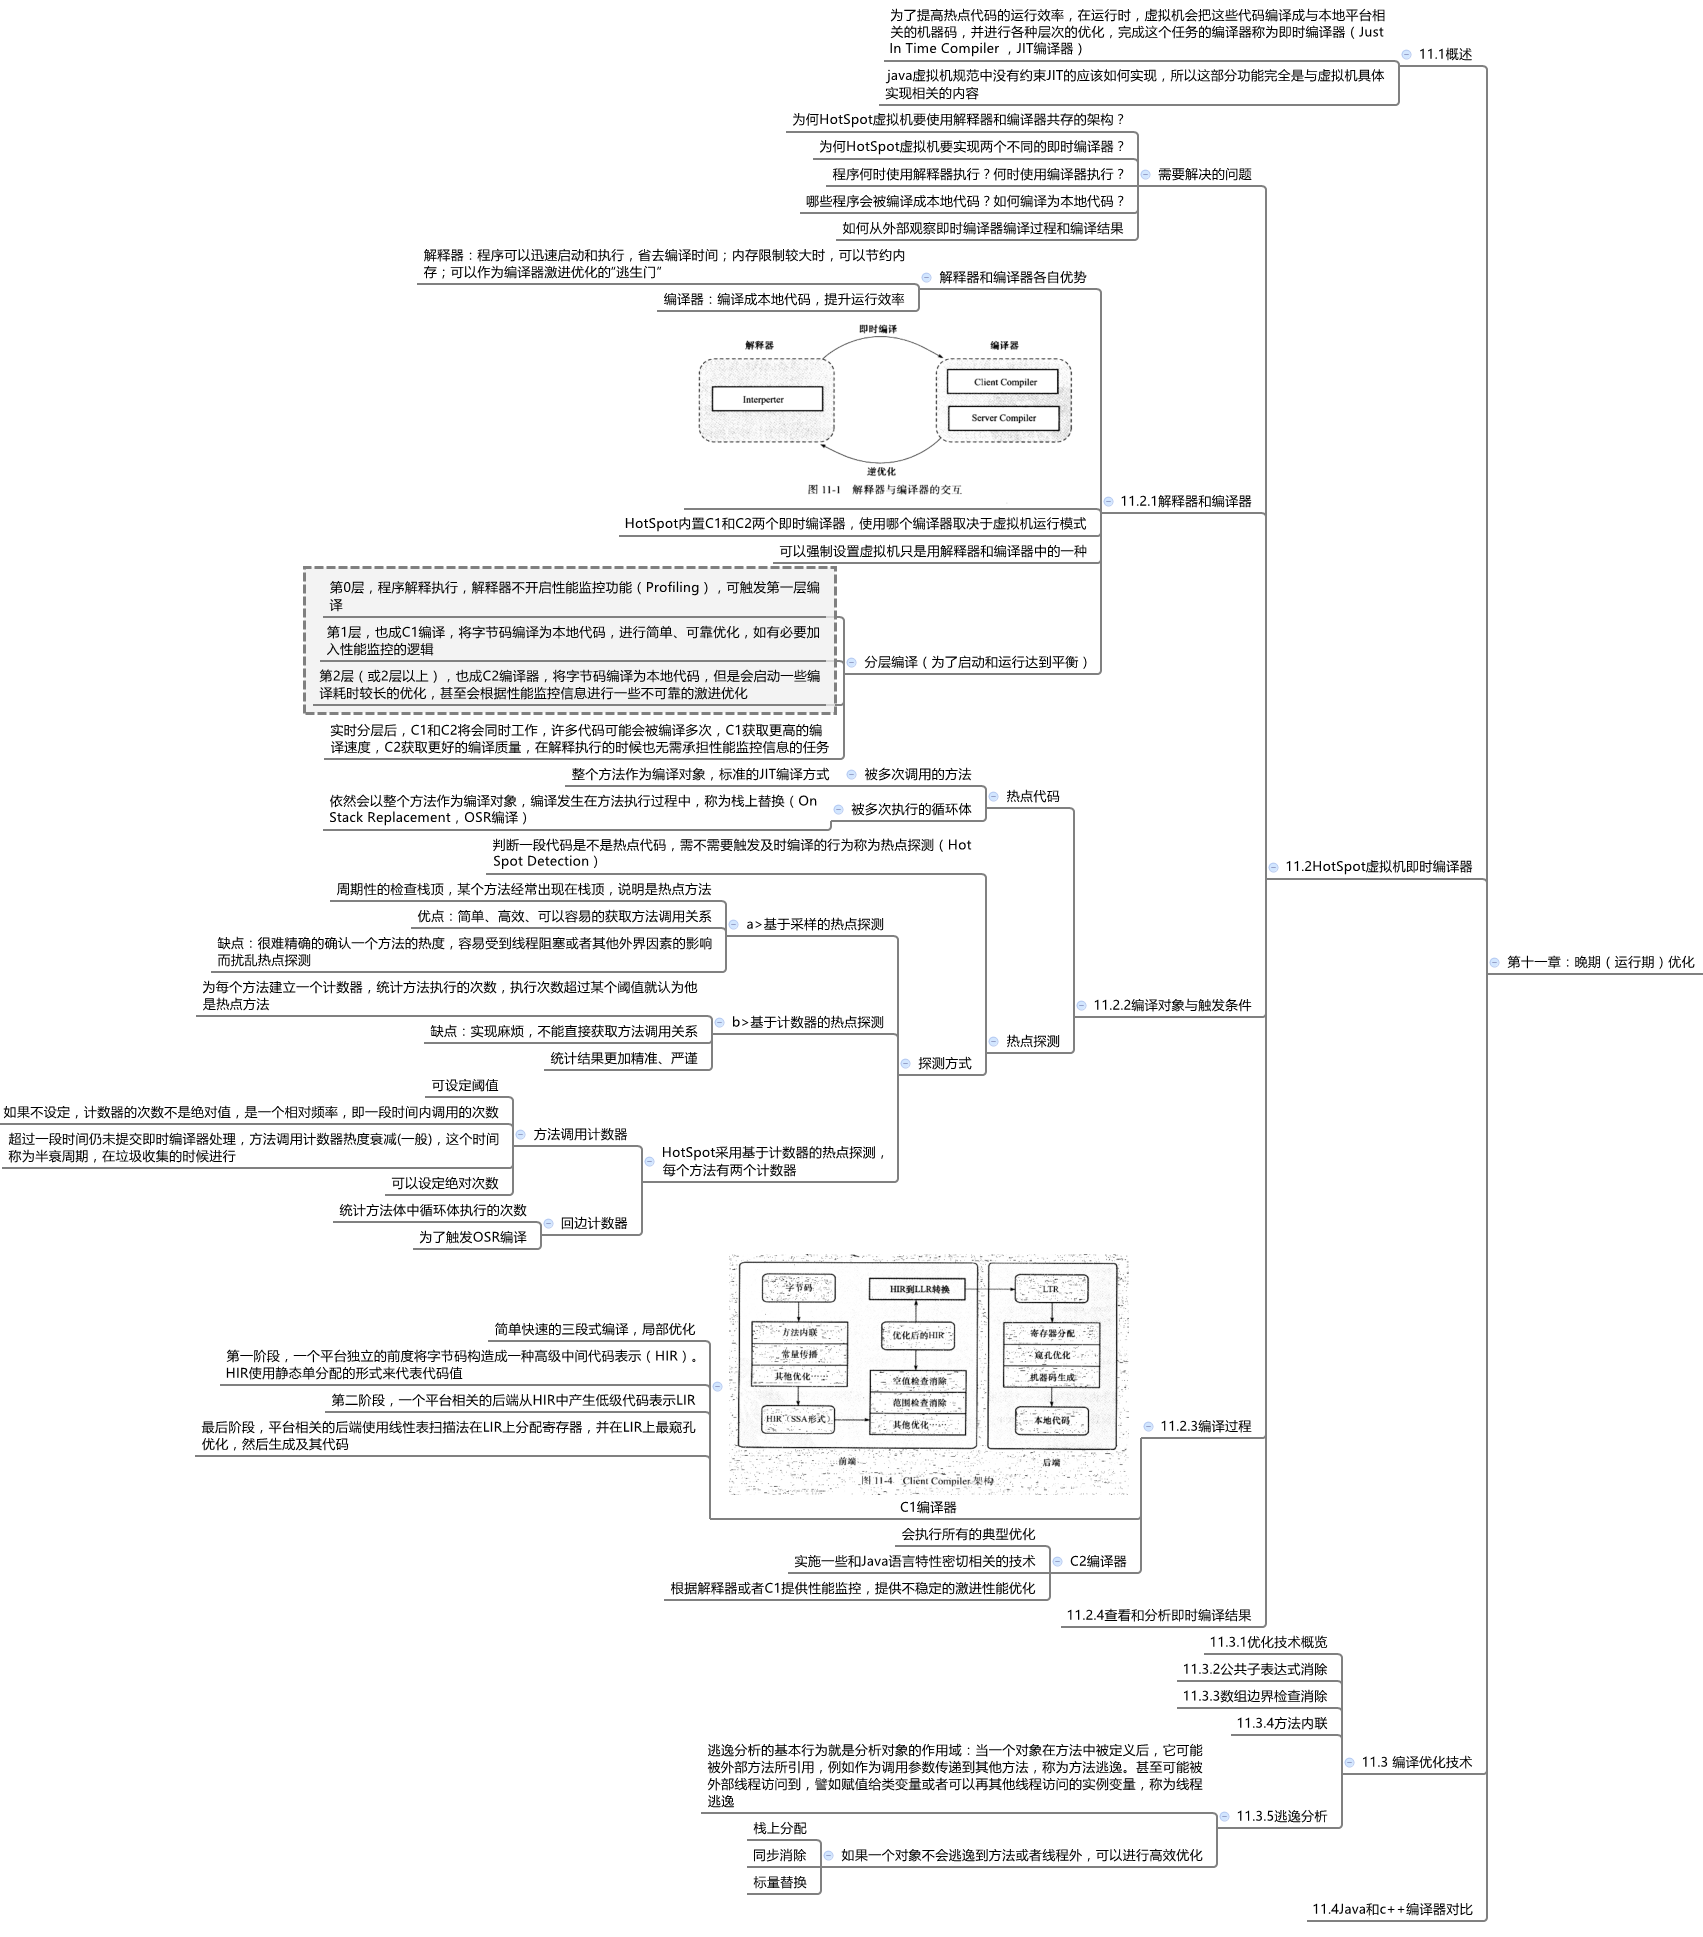 为了提高热点代码的运行效率，在运行时，虚拟机会把这些代码编译成与本地平台相
关的机器码，并进行各种层次的优化，完成这个任务的编译器称为即时编译器（Just
In Time Compiler ，JIT编译器）
11.1概述
java虚拟机规范中没有约束JIT的应该如何实现，所以这部分功能完全是与虚拟机具体
实现相关的内容
为何HotSpot虚拟机要使用解释器和编译器共存的架构？
为何HotSpot虚拟机要实现两个不同的即时编译器？
程序何时使用解释器执行？何时使用编译器执行？
需要解决的问题
哪些程序会被编译成本地代码？如何编译为本地代码？
如何从外部观察即时编译器编译过程和编译结果
解释器：程序可以迅速启动和执行，省去编译时间；内存限制较大时，可以节约内
存；可以作为编译器激进优化的“逃生门”
解释器和编译器各自优势
编译器：编译成本地代码，提升运行效率
即时编译
解释器
编译器
Interperter
Client Compiler
Server Compiler
逆优化
图 11-1 解释器与编译器的交互
11.2.1解释器和编译器
HotSpot内置C1和C2两个即时编译器，使用哪个编译器取决于虚拟机运行模式
可以强制设置虚拟机只是用解释器和编译器中的一种
第0层，程序解释执行，解释器不开启性能监控功能（Profiling），可触发第一层编
译
第1层，也成C1编译，将字节码编译为本地代码，进行简单、可靠优化，如有必要加
入性能监控的逻辑
分层编译（为了启动和运行达到平衡）
第2层（或2层以上），也成C2编译器，将字节码编译为本地代码，但是会启动一些编
译耗时较长的优化，甚至会根据性能监控信息进行一些不可靠的激进优化
实时分层后，C1和C2将会同时工作，许多代码可能会被编译多次，C1获取更高的编
译速度，C2获取更好的编译质量，在解释执行的时候也无需承担性能监控信息的任务
整个方法作为编译对象，标准的JIT编译方式
被多次调用的方法
热点代码
依然会以整个方法作为编译对象，编译发生在方法执行过程中，称为栈上替换（On
Stack Replacement，OSR编译）
被多次执行的循环体
判断一段代码是不是热点代码，需不需要触发及时编译的行为称为热点探测（Hot
Spot Detection）
11.2HotSpot虚拟机即时编译器
周期性的检查栈顶，某个方法经常出现在栈顶，说明是热点方法
优点：简单、高效、可以容易的获取方法调用关系
a>基于采样的热点探测
缺点：很难精确的确认一个方法的热度，容易受到线程阻塞或者其他外界因素的影响
而扰乱热点探测
第十一章：晚期（运行期）优化
为每个方法建立一个计数器，统计方法执行的次数，执行次数超过某个阈值就认为他
是热点方法
11.2.2编译对象与触发条件
b>基于计数器的热点探测
缺点：实现麻烦，不能直接获取方法调用关系
热点探测
统计结果更加精准、严谨
探测方式
可设定阈值
如果不设定，计数器的次数不是绝对值，是一个相对频率，即一段时间内调用的次数
方法调用计数器
超过一段时间仍未提交即时编译器处理，方法调用计数器热度衰减(一般)，这个时间
称为半衰周期，在垃圾收集的时候进行
HotSpot采用基于计数器的热点探测，
每个方法有两个计数器
可以设定绝对次数
统计方法体中循环体执行的次数
回边计数器
为了触发OSR编译
字节码
HIR到LLR转换
LTR
方法内联
常量传播
其他优化……
优化后的HIR
寄存器分配
窥孔优化
机器码生成
空值检查消除
范围检查消除
其他优化……
HIR（SSA形式）
本地代码
前端
后端
图 11-4 Client Compiler 架构
简单快速的三段式编译，局部优化
第一阶段，一个平台独立的前度将字节码构造成一种高级中间代码表示（HIR）。
HIR使用静态单分配的形式来代表代码值
第二阶段，一个平台相关的后端从HIR中产生低级代码表示LIR
最后阶段，平台相关的后端使用线性表扫描法在LIR上分配寄存器，并在LIR上最窥孔
优化，然后生成及其代码
11.2.3编译过程
C1编译器
会执行所有的典型优化
实施一些和Java语言特性密切相关的技术
C2编译器
根据解释器或者C1提供性能监控，提供不稳定的激进性能优化
11.2.4查看和分析即时编译结果
11.3.1优化技术概览
11.3.2公共子表达式消除
11.3.3数组边界检查消除
11.3.4方法内联
11.3 编译优化技术
逃逸分析的基本行为就是分析对象的作用域：当一个对象在方法中被定义后，它可能
被外部方法所引用，例如作为调用参数传递到其他方法，称为方法逃逸。甚至可能被
外部线程访问到，譬如赋值给类变量或者可以再其他线程访问的实例变量，称为线程
逃逸
11.3.5逃逸分析
栈上分配
同步消除
如果一个对象不会逃逸到方法或者线程外，可以进行高效优化
标量替换
11.4Java和c++编译器对比